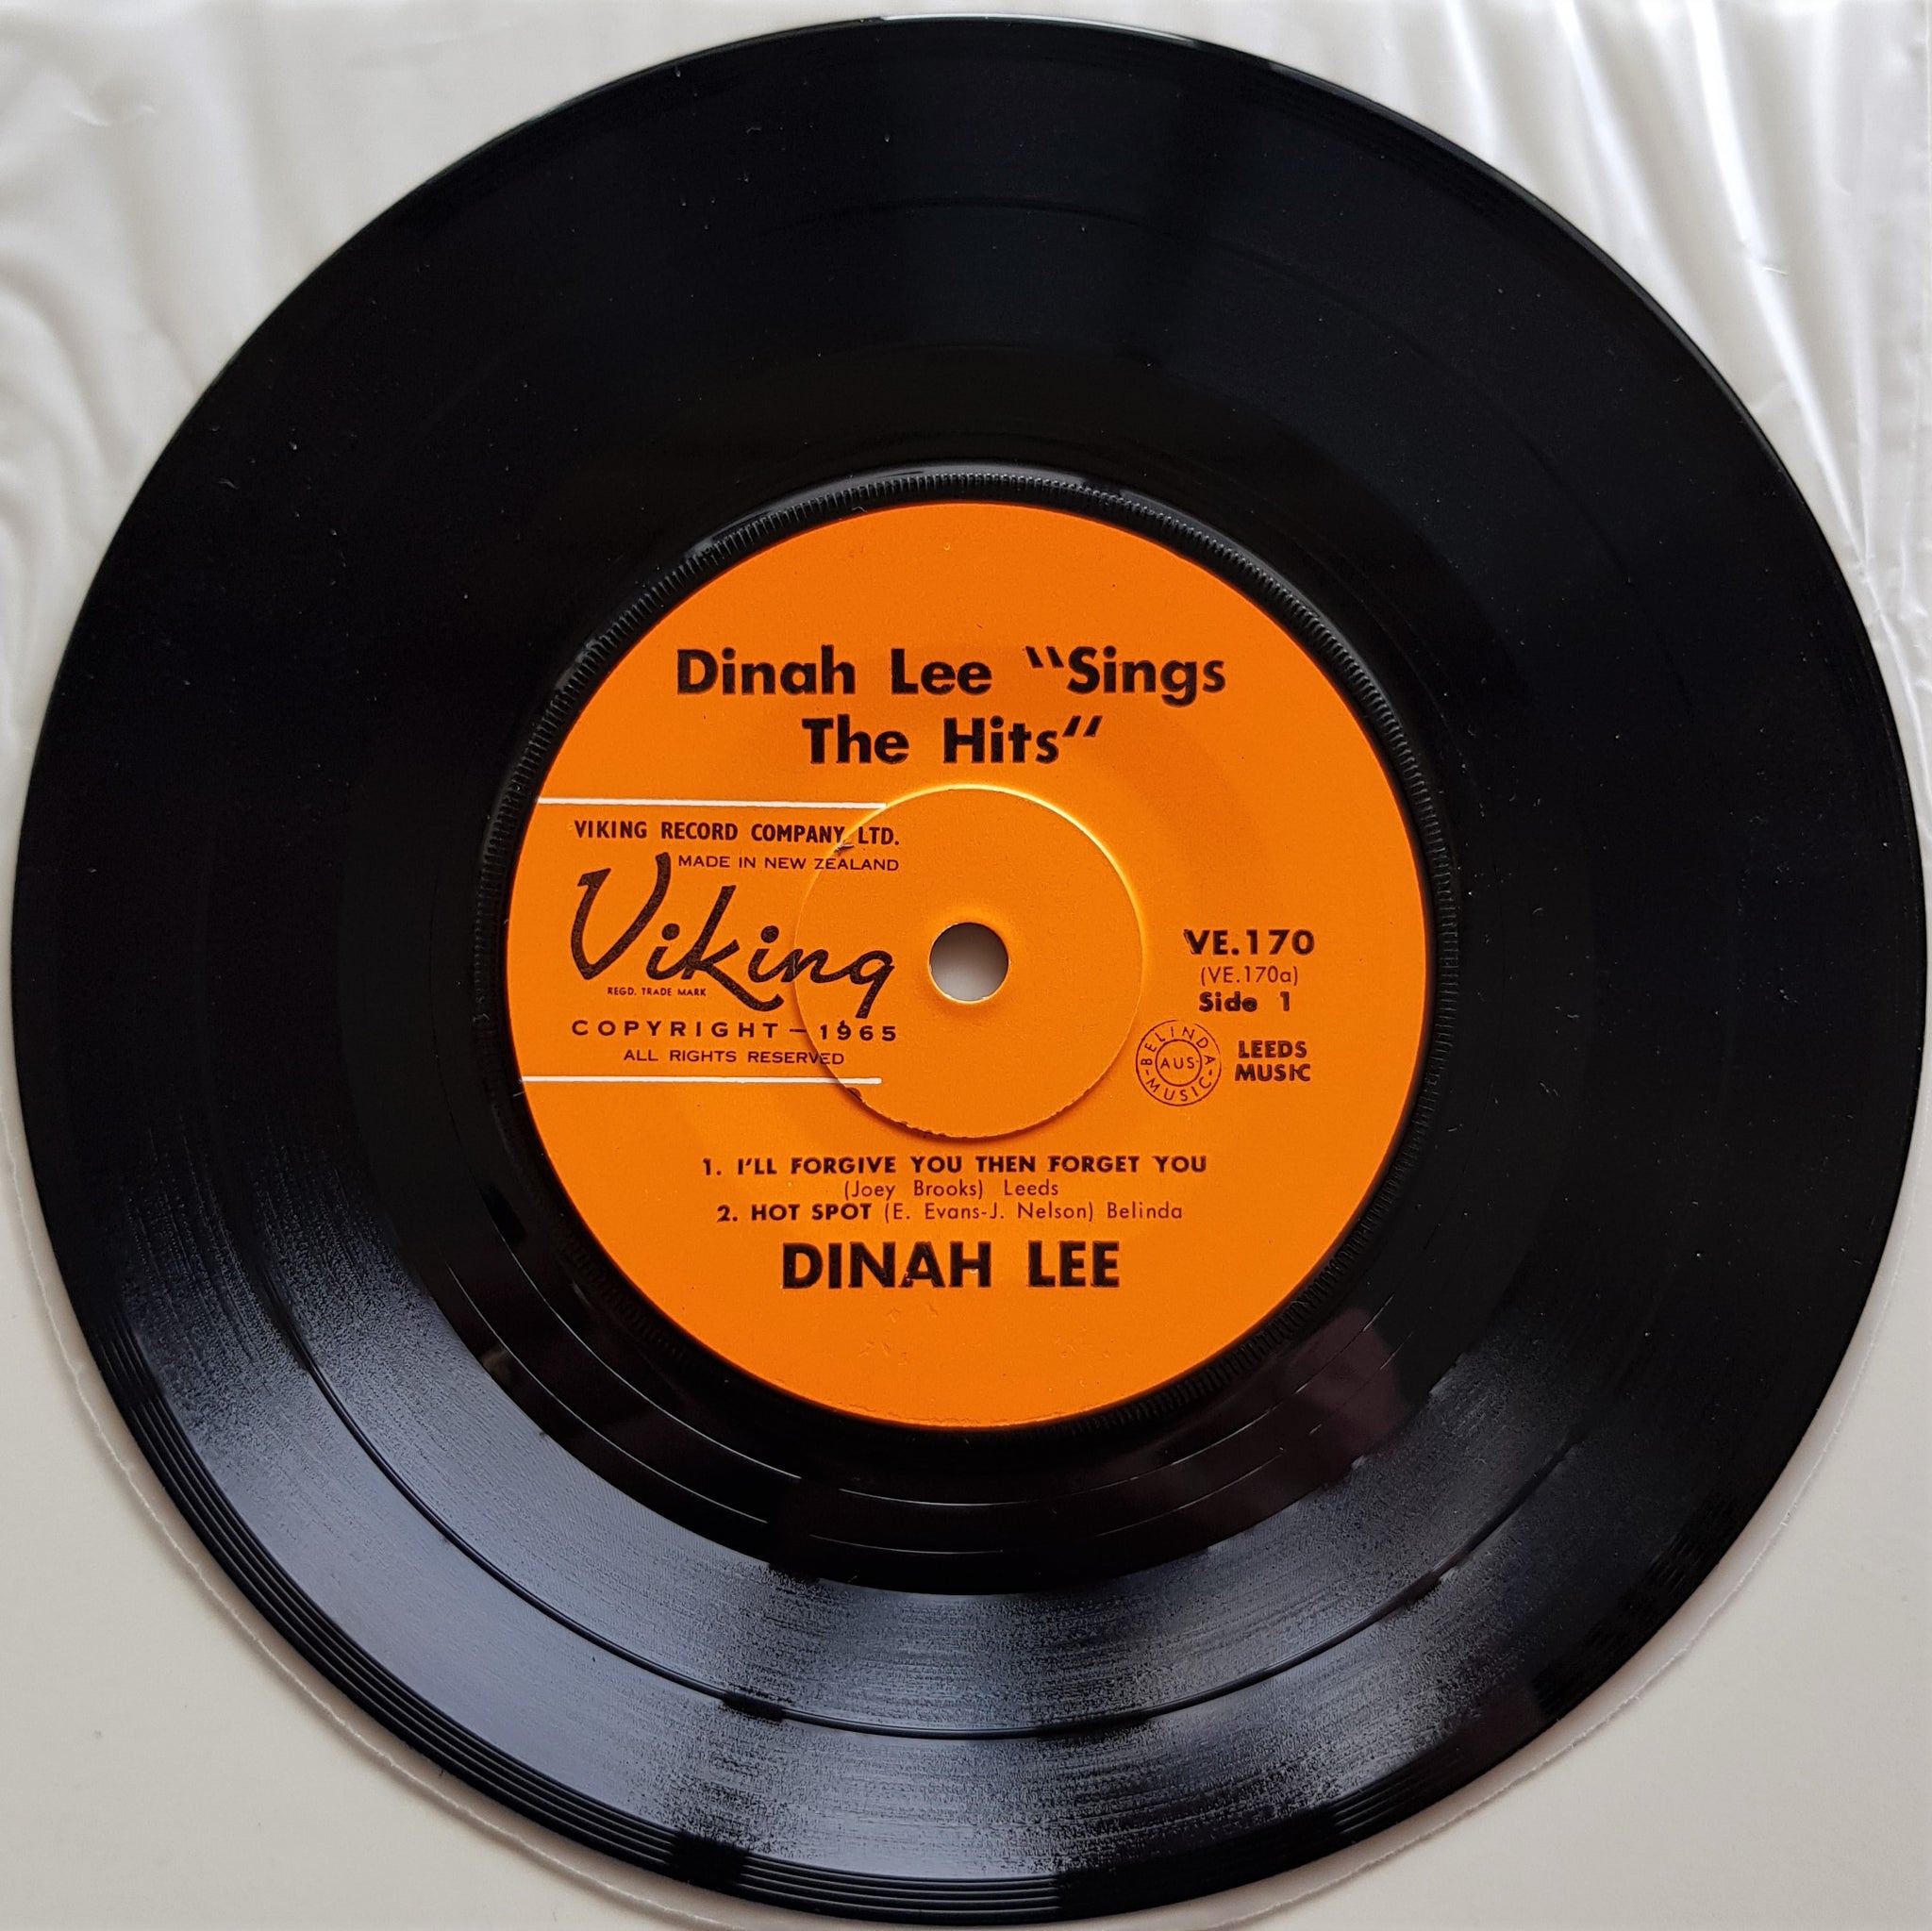 Dinah Lee "Sings
The Hits"
VIKING RECORD COMPANY LTD.
MADE IN NEW ZEALAND
Viking
REGD. TRADE MARK
COPYRIGHT – 1965
ALL RIGHTS RESERVED
VE.170
(VE.170a)
Side 1
BELINDA
AUS
MUSIC
LEEDS
MUSIC
1. I'LL FORGIVE YOU THEN FORGET YOU
(Joey Brooks) Leeds
2. HOT SPOT (E. Evans-J. Nelson) Belinda
DINAH LEE